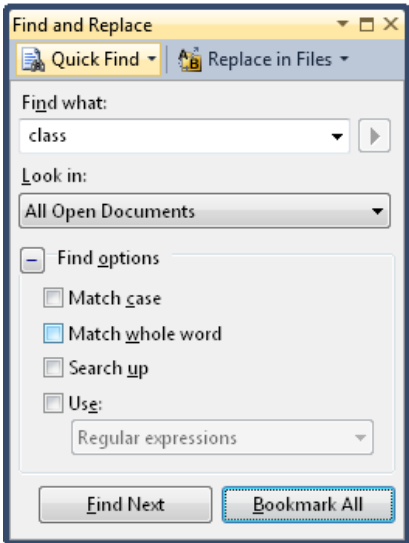 Find and Replace
Quick Find Replace in Files
Find what:
class
Look in:
All Open Documents
Find options
Match case
Match whole word
Search up
Use:
Regular expressions
Find Next Bookmark All